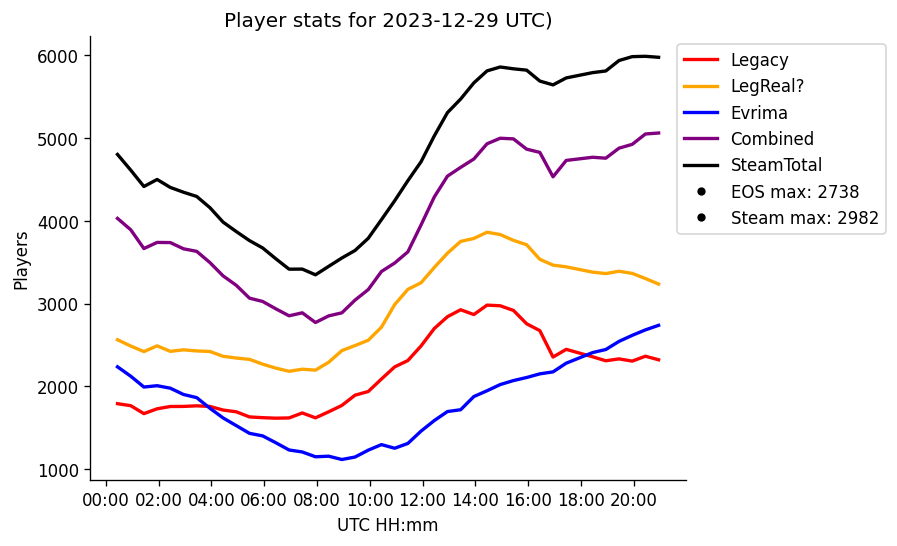 Player stats for 2023-12-29 UTC)
Legacy
LegReal?
Evrima
Combined
SteamTotal
EOS max: 2738
Steam max: 2982
Players
6000
5000
4000
3000
2000
1000
00:00 02:00 04:00 06:00 08:00 10:00 12:00 14:00 16:00 18:00 20:00
UTC HH:mm